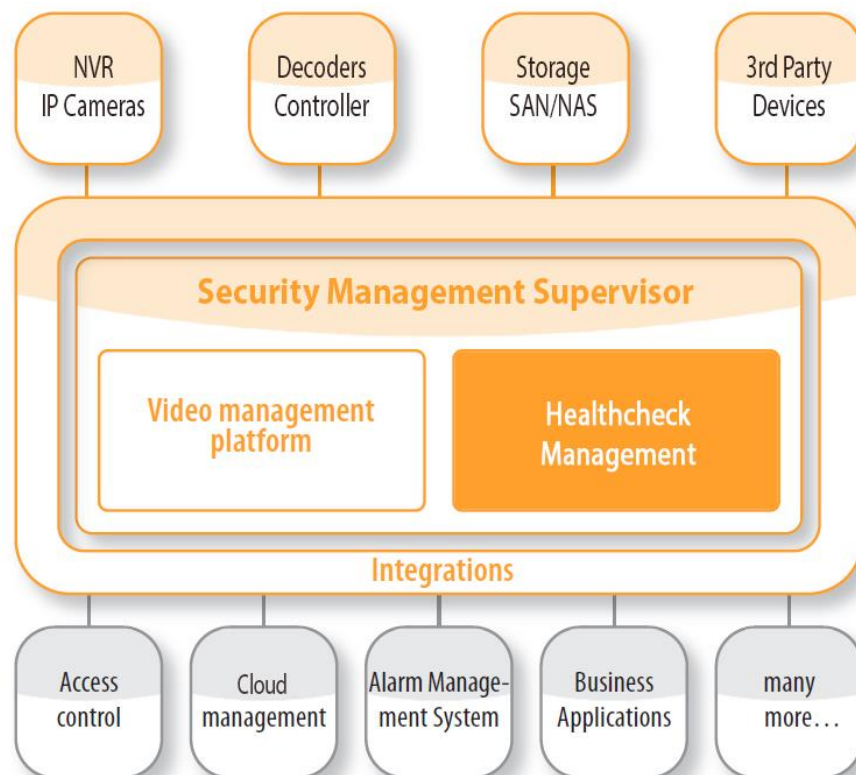 NVR
IP Cameras
Decoders
Controller
Storage
SAN/NAS
3rd Party
Devices
Security Management Supervisor
Video management
platform
Healthcheck
Management
Integrations
Access
control
Cloud
management
Alarm Manage-
ment System
Business
Applications
many
more...